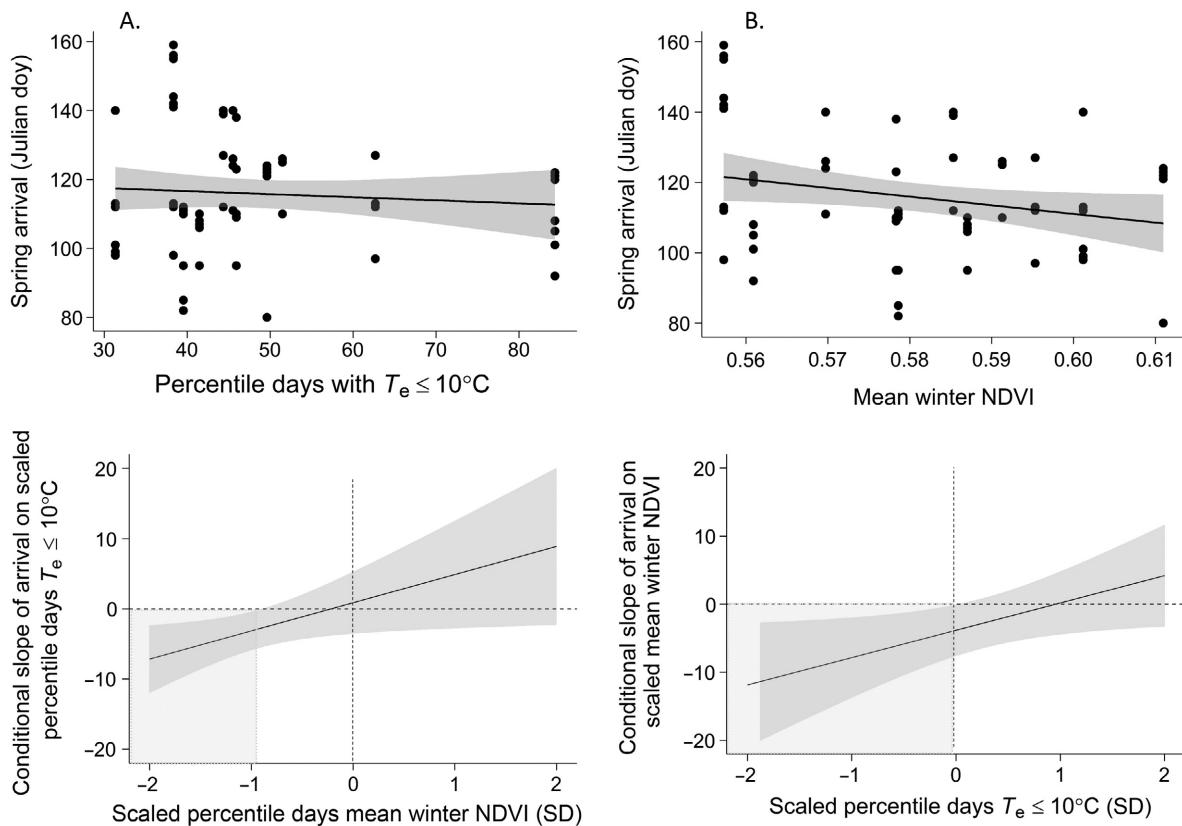 A.
160
140
120
100
80
Spring arrival (Julian doy)
30 40 50 60 70 80
Percentile days with Te ≤ 10°C
B.
160
140
120
100
80
Spring arrival (Julian doy)
0.56 0.57 0.58 0.59 0.60 0.61
Mean winter NDVI
20
10
0
−10
−20
Conditional slope of arrival on scaled
percentile days Te ≤ 10°C
−2 −1 0 1 2
Scaled percentile days mean winter NDVI (SD)
20
10
0
−10
−20
Conditional slope of arrival on
scaled mean winter NDVI
−2 −1 0 1 2
Scaled percentile days Te ≤ 10°C (SD)